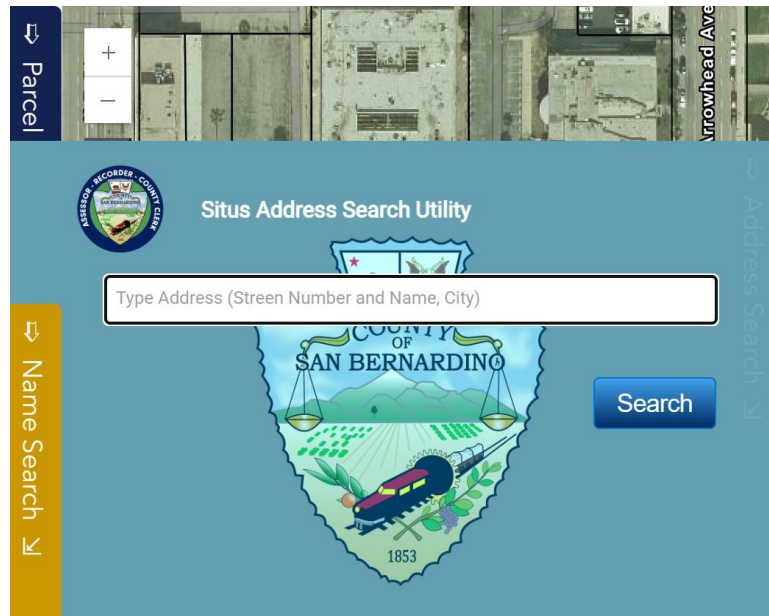 Parcel
+
−
Arrowhead Ave
ASSESSOR - RECORDER - COUNTY CLERK
SAN BERNARDINO
Situs Address Search Utility
Type Address (Streen Number and Name, City)
COUNTY
OF
SAN BERNARDINO
1853
Search
Name Search
Address Search